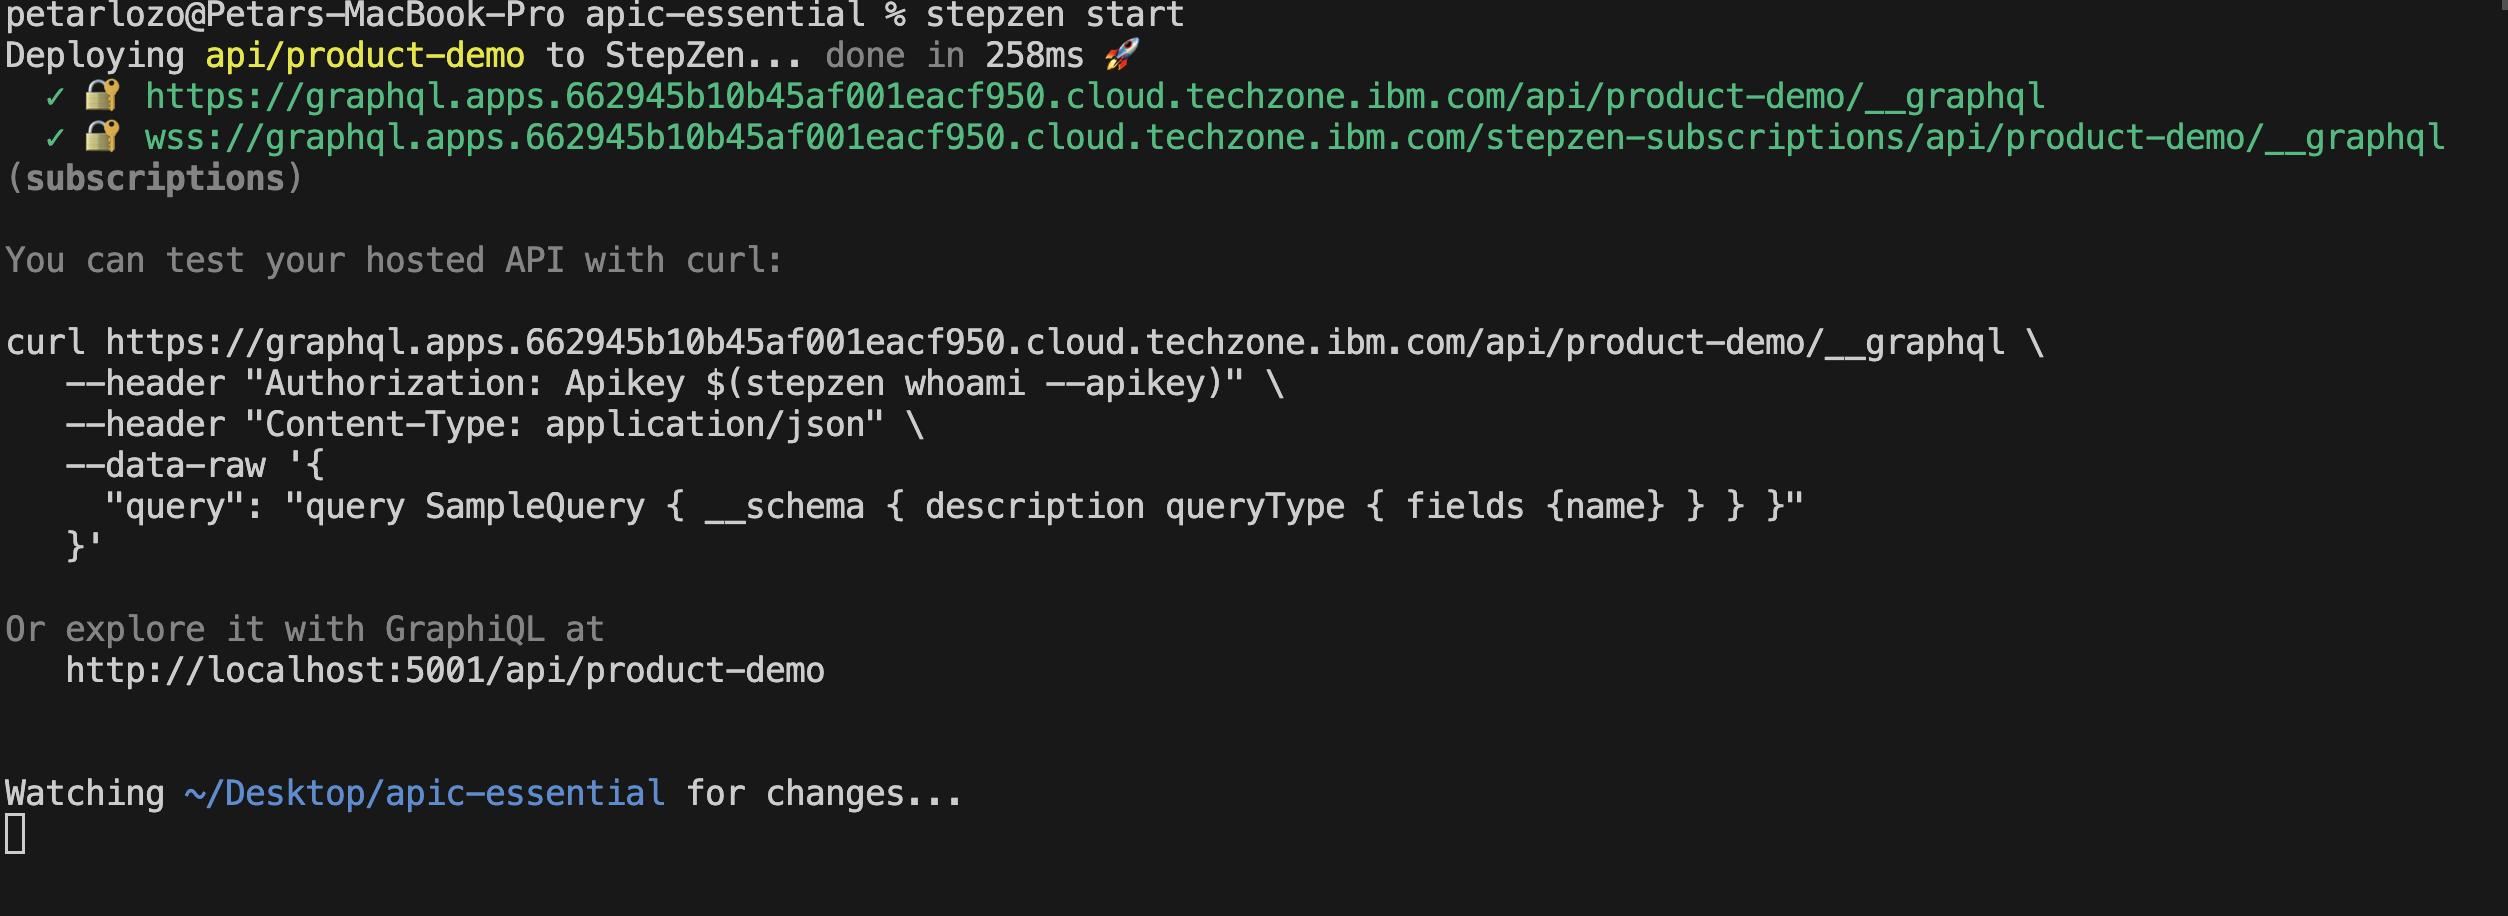 petarlozo@Petars-MacBook-Pro apic-essential % stepzen start
Deploying api/product-demo to StepZen... done in 258ms 🚀
✓ 🔐 https://graphql.apps.662945b10b45af001eacf950.cloud.techzone.ibm.com/api/product-demo/__graphql
✓ 🔐 wss://graphql.apps.662945b10b45af001eacf950.cloud.techzone.ibm.com/stepzen-subscriptions/api/product-demo/__graphql
(subscriptions)
You can test your hosted API with curl:
curl https://graphql.apps.662945b10b45af001eacf950.cloud.techzone.ibm.com/api/product-demo/__graphql \
--header "Authorization: Apikey $(stepzen whoami --apikey)" \
--header "Content-Type: application/json" \
--data-raw '{
"query": "query SampleQuery { __schema { description queryType { fields {name} } } }"
}'
Or explore it with GraphiQL at
http://localhost:5001/api/product-demo
Watching ~/Desktop/apic-essential for changes...